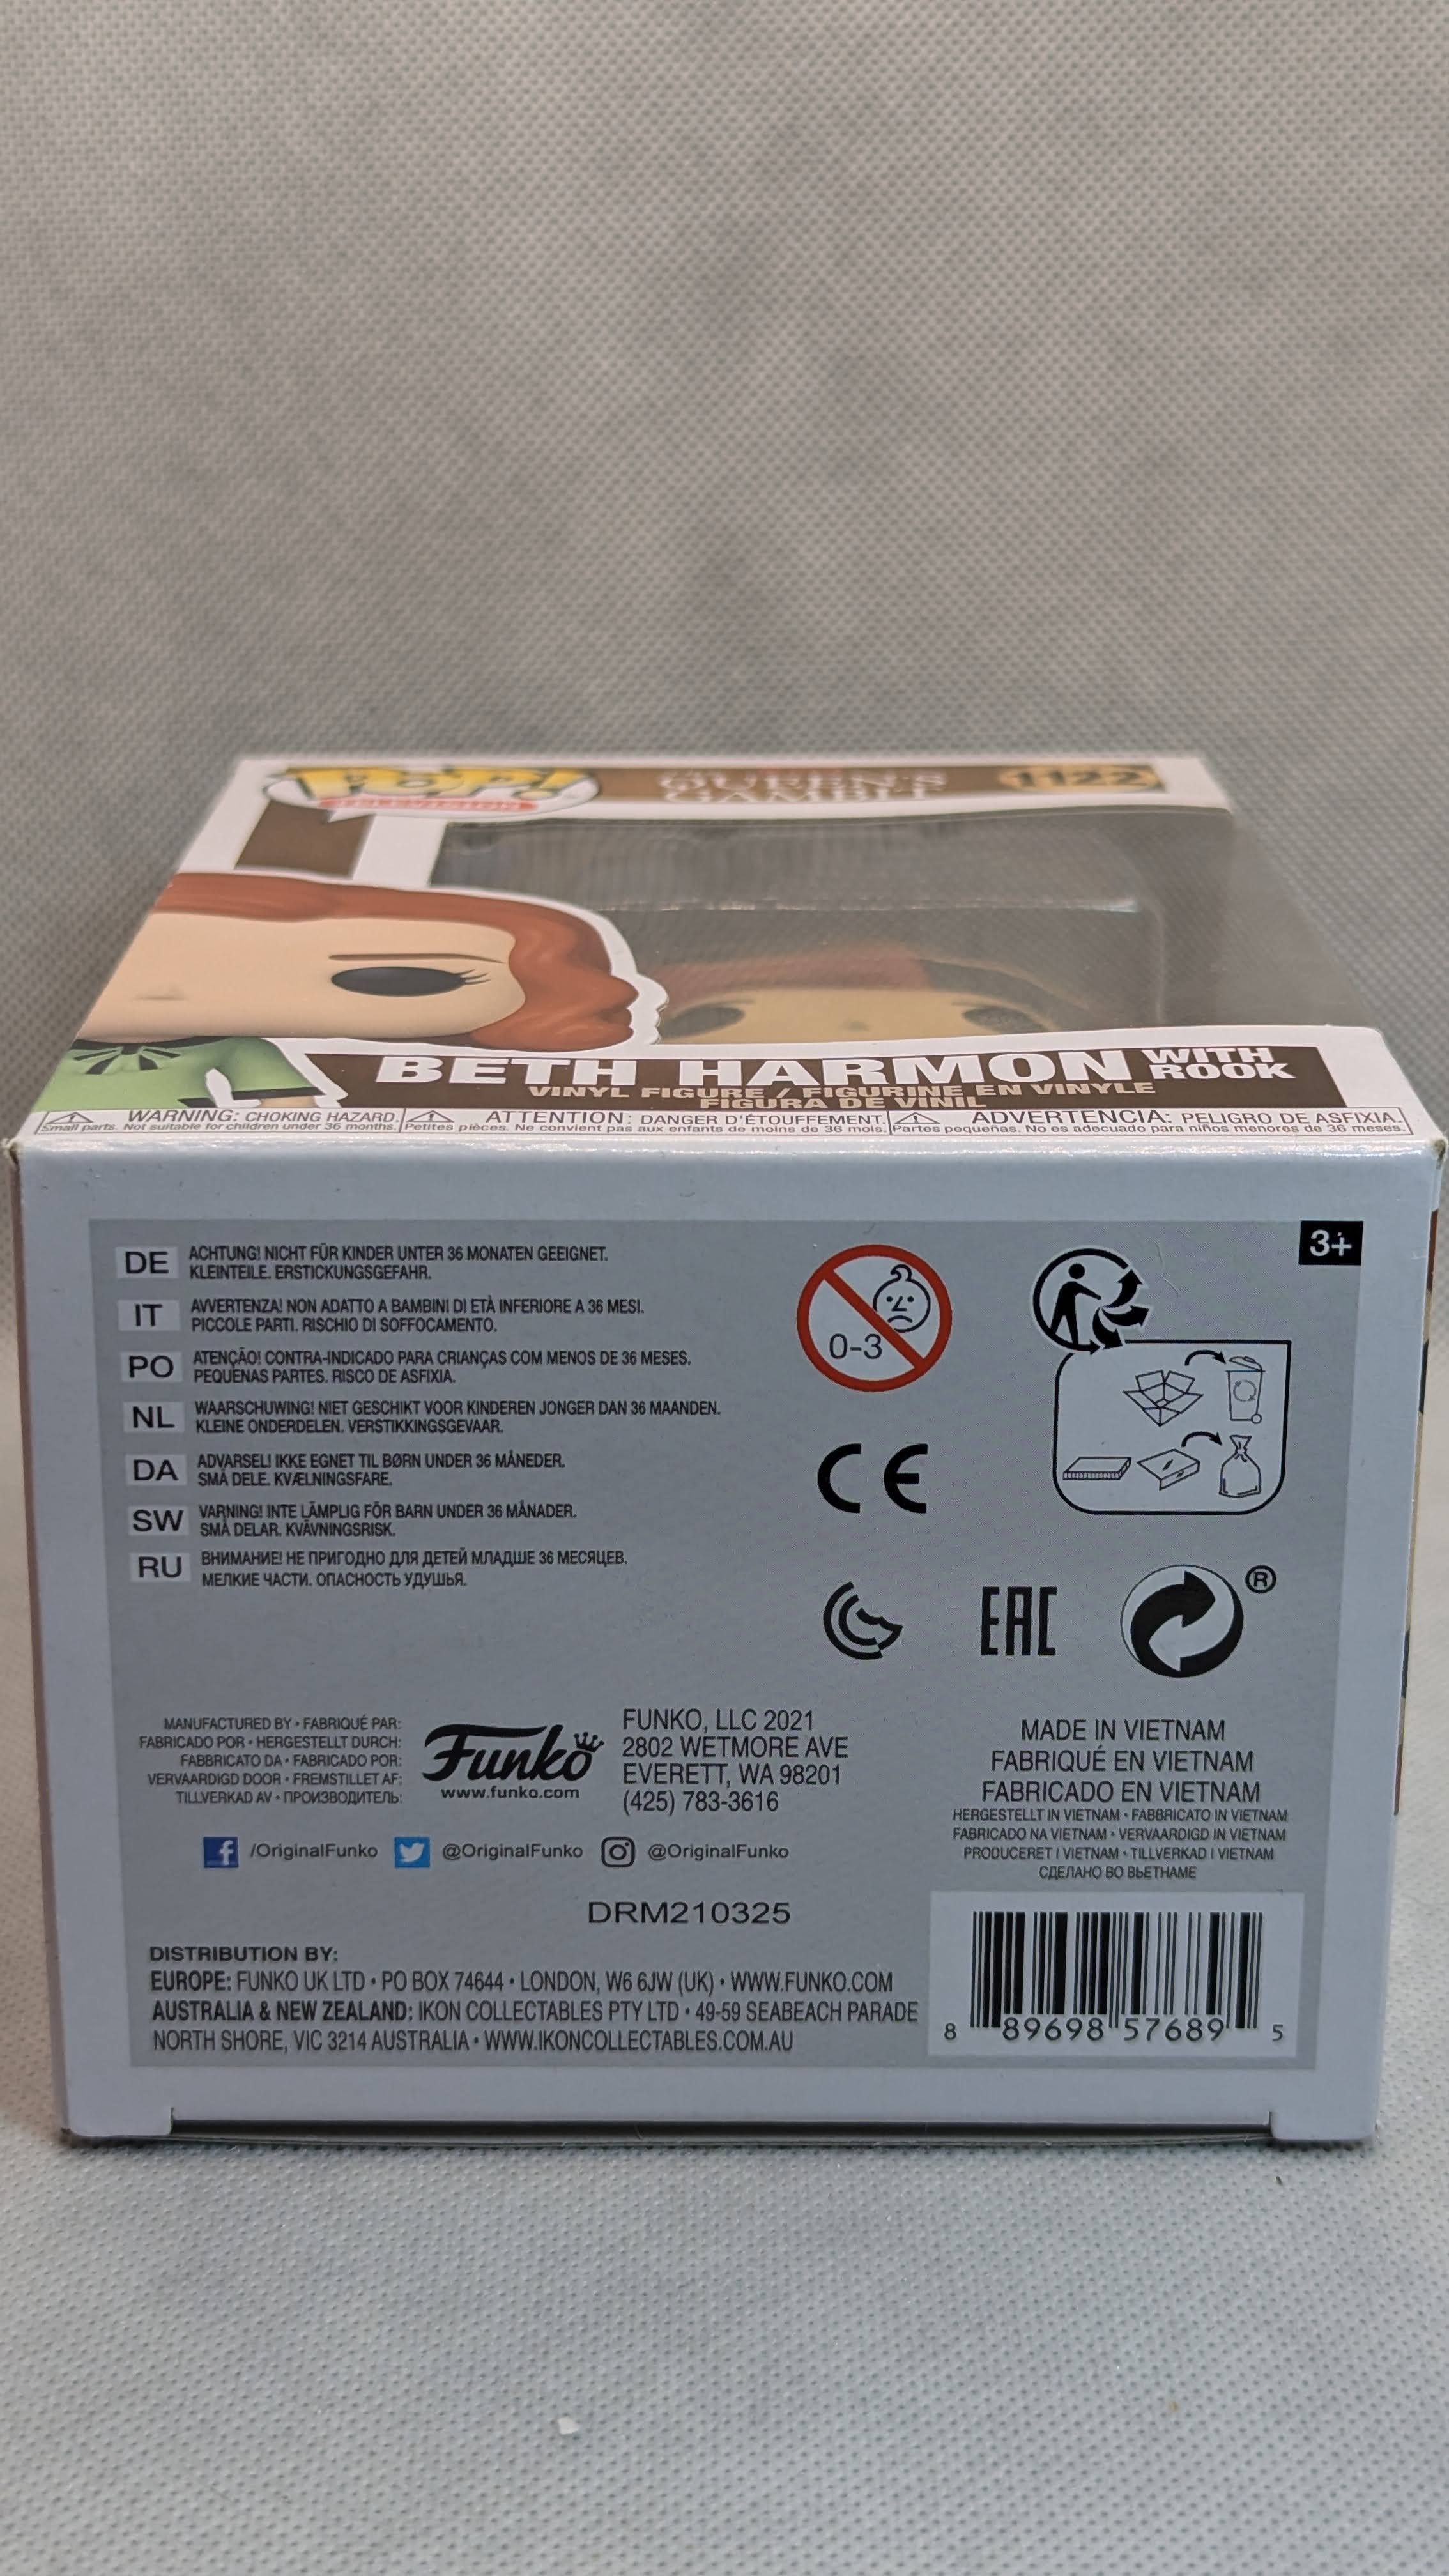 POP!
TELEVISION
QUEEN'S
GAMBIT
1122
BETH HARMON WITH ROOK
VINYL FIGURE / FIGURINE EN VINYLE
FIGURA DE VINIL
WARNING: CHOKING HAZARD.
Small parts. Not suitable for children under 36 months.
ATTENTION: DANGER D'ÉTOUFFEMENT.
Petites pièces. Ne convient pas aux enfants de moins de 36 mois.
ADVERTENCIA: PELIGRO DE ASFIXIA.
Partes pequeñas. No es adecuado para niños menores de 36 meses.
3+
DE ACHTUNG! NICHT FÜR KINDER UNTER 36 MONATEN GEEIGNET.
KLEINTEILE. ERSTICKUNGSGEFAHR.
IT AVVERTENZA! NON ADATTO A BAMBINI DI ETÀ INFERIORE A 36 MESI.
PICCOLE PARTI. RISCHIO DI SOFFOCAMENTO.
PO ATENÇÃO! CONTRA-INDICADO PARA CRIANÇAS COM MENOS DE 36 MESES.
PEQUENAS PARTES. RISCO DE ASFIXIA.
NL WAARSCHUWING! NIET GESCHIKT VOOR KINDEREN JONGER DAN 36 MAANDEN.
KLEINE ONDERDELEN. VERSTIKKINGSGEVAAR.
DA ADVARSEL! IKKE EGNET TIL BØRN UNDER 36 MÅNEDER.
SMÅ DELE. KVÆLNINGSFARE.
SW VARNING! INTE LÄMPLIG FÖR BARN UNDER 36 MÅNADER.
SMÅ DELAR. KVÄVNINGSRISK.
RU ВНИМАНИЕ! НЕ ПРИГОДНО ДЛЯ ДЕТЕЙ МЛАДШЕ 36 МЕСЯЦЕВ.
МЕЛКИЕ ЧАСТИ. ОПАСНОСТЬ УДУШЬЯ.
0-3
CE
EAC
®
MANUFACTURED BY • FABRIQUÉ PAR:
FABRICADO POR • HERGESTELLT DURCH:
FABBRICATO DA • FABRICADO POR:
VERVAARDIGD DOOR • FREMSTILLET AF:
TILLVERKAD AV • ПРОИЗВОДИТЕЛЬ:
Funko
www.funko.com
FUNKO, LLC 2021
2802 WETMORE AVE
EVERETT, WA 98201
(425) 783-3616
/OriginalFunko @OriginalFunko @OriginalFunko
MADE IN VIETNAM
FABRIQUÉ EN VIETNAM
FABRICADO EN VIETNAM
HERGESTELLT IN VIETNAM • FABBRICATO IN VIETNAM
FABRICADO NA VIETNAM • VERVAARDIGD IN VIETNAM
PRODUCERET I VIETNAM • TILLVERKAD I VIETNAM
СДЕЛАНО ВО ВЬЕТНАМЕ
DRM210325
DISTRIBUTION BY:
EUROPE: FUNKO UK LTD • PO BOX 74644 • LONDON, W6 6JW (UK) • WWW.FUNKO.COM
AUSTRALIA & NEW ZEALAND: IKON COLLECTABLES PTY LTD • 49-59 SEABEACH PARADE
NORTH SHORE, VIC 3214 AUSTRALIA • WWW.IKONCOLLECTABLES.COM.AU
8 89698 57689 5